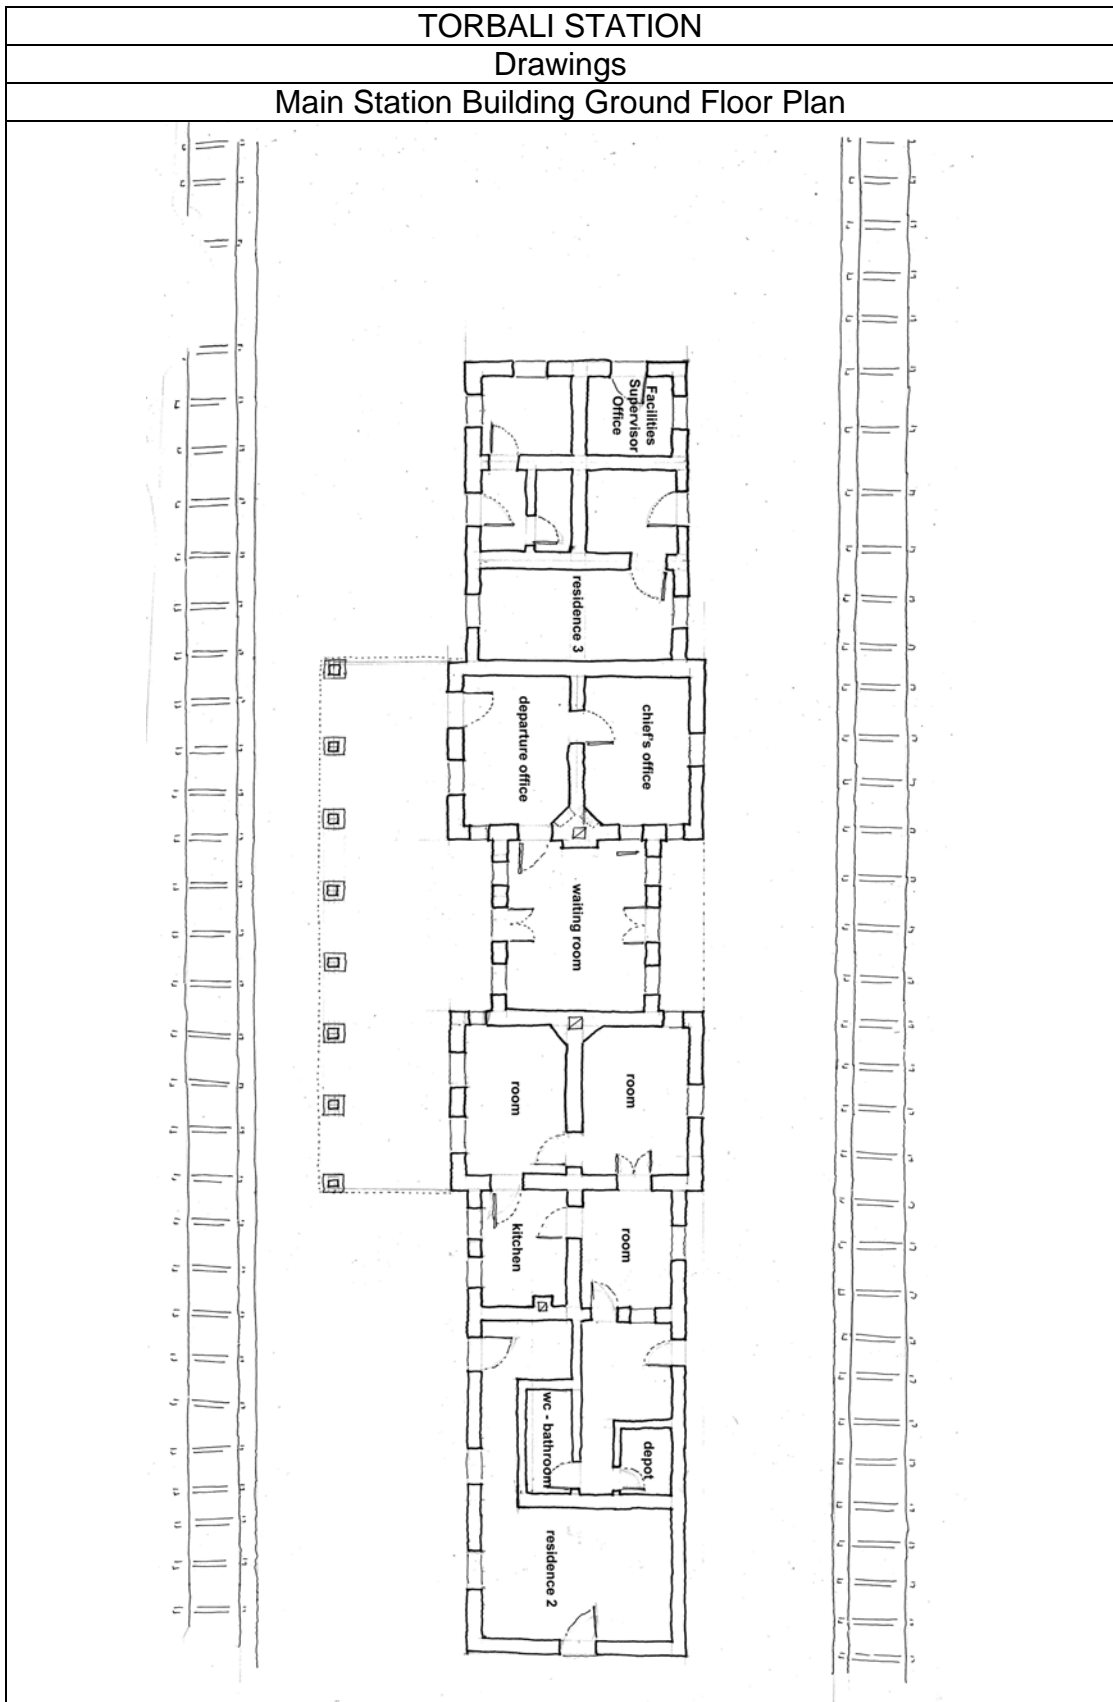 TORBALI STATION
Drawings
Main Station Building Ground Floor Plan
Facilities
Supervisor
Office
residence 3
departure office
chief's office
waiting room
room
room
kitchen
room
wc - bathroom
depot
residence 2